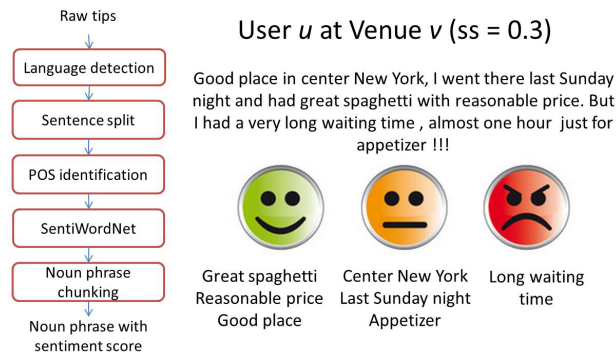 Raw tips
Language detection
Sentence split
POS identification
SentiWordNet
Noun phrase
chunking
Noun phrase with
sentiment score
User u at Venue v (ss = 0.3)
Good place in center New York, I went there last Sunday
night and had great spaghetti with reasonable price. But
I had a very long waiting time , almost one hour just for
appetizer !!!
Great spaghetti
Reasonable price
Good place
Center New York
Last Sunday night
Appetizer
Long waiting
time